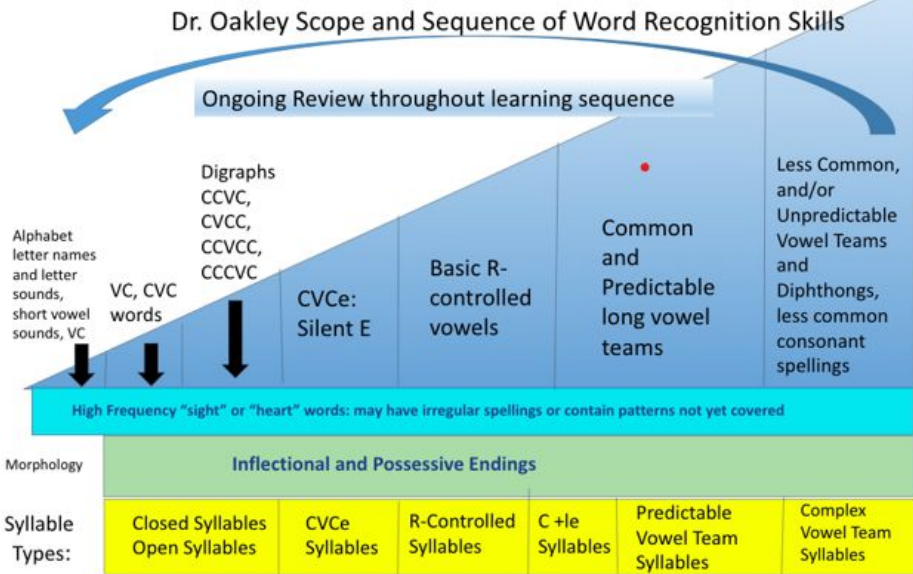 Dr. Oakley Scope and Sequence of Word Recognition Skills
Ongoing Review throughout learning sequence
Alphabet
letter names
and letter
sounds,
short vowel
sounds, VC
VC, CVC
words
Digraphs
CCVC,
CVCC,
CCVCC,
CCCVC
CVCe:
Silent E
Basic R-
controlled
vowels
Common
and
Predictable
long vowel
teams
Less Common,
and/or
Unpredictable
Vowel Teams
and
Diphthongs,
less common
consonant
spellings
High Frequency “sight” or “heart” words: may have irregular spellings or contain patterns not yet covered
Morphology
Inflectional and Possessive Endings
Syllable
Types:
Closed Syllables
Open Syllables
CVCe
Syllables
R-Controlled
Syllables
C +le
Syllables
Predictable
Vowel Team
Syllables
Complex
Vowel Team
Syllables